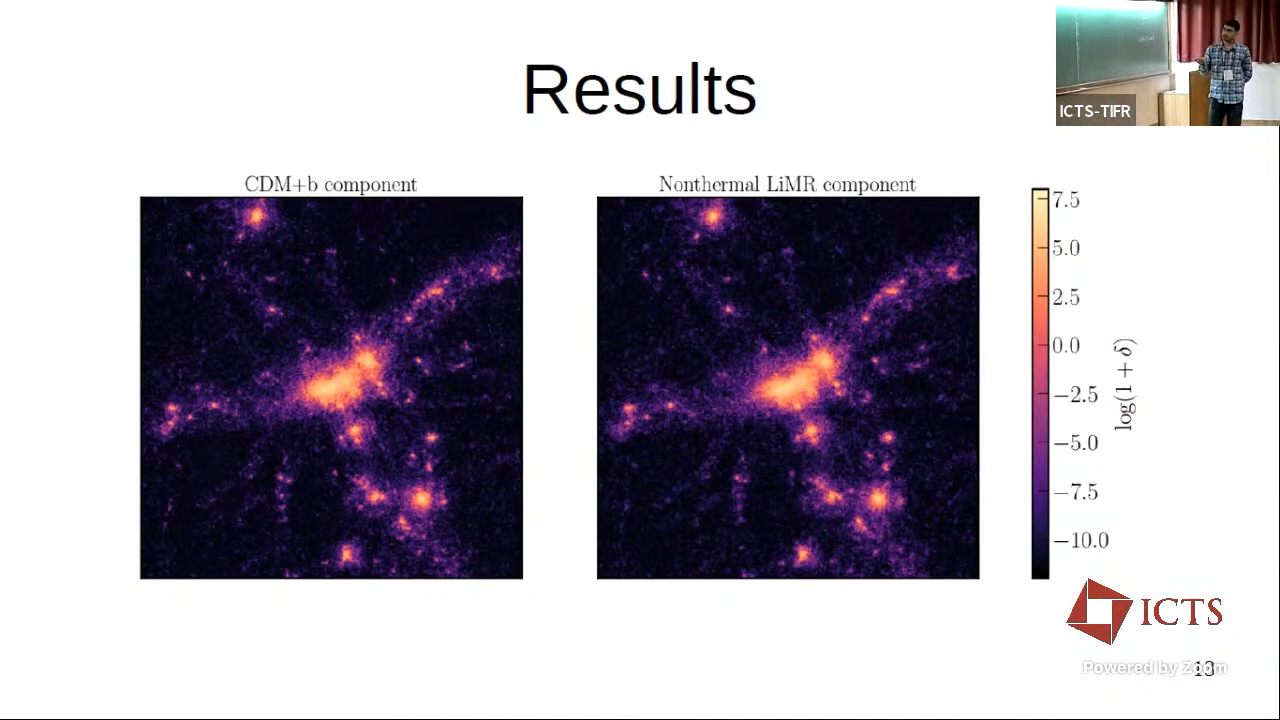 Results
ICTS-TIFR
CDM+b component
Nonthermal LiMR component
7.5
5.0
2.5
0.0
−2.5
−5.0
−7.5
−10.0
log(1 + δ)
ICTS
Powered by Zoom
13